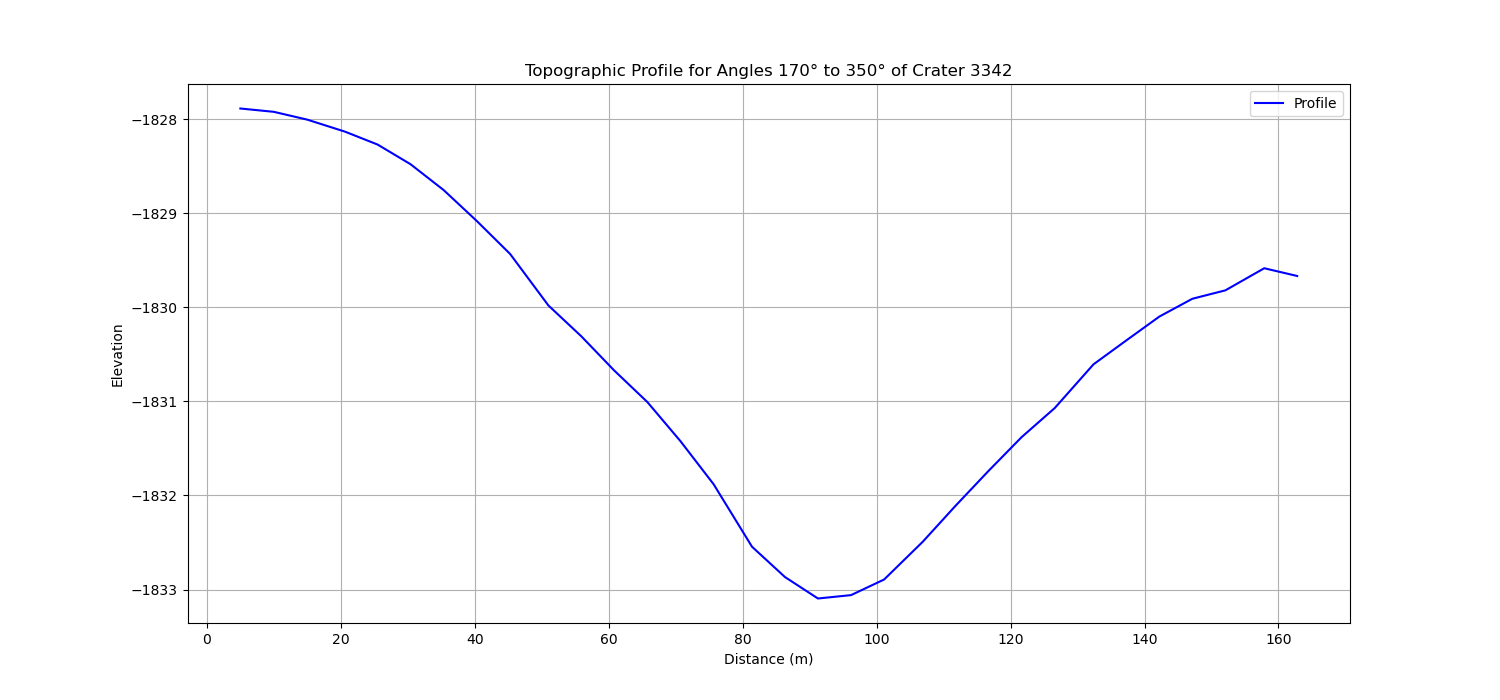 Topographic Profile for Angles 170° to 350° of Crater 3342
Profile
−1828
−1829
−1830
−1831
−1832
−1833
Elevation
0 20 40 60 80 100 120 140 160
Distance (m)